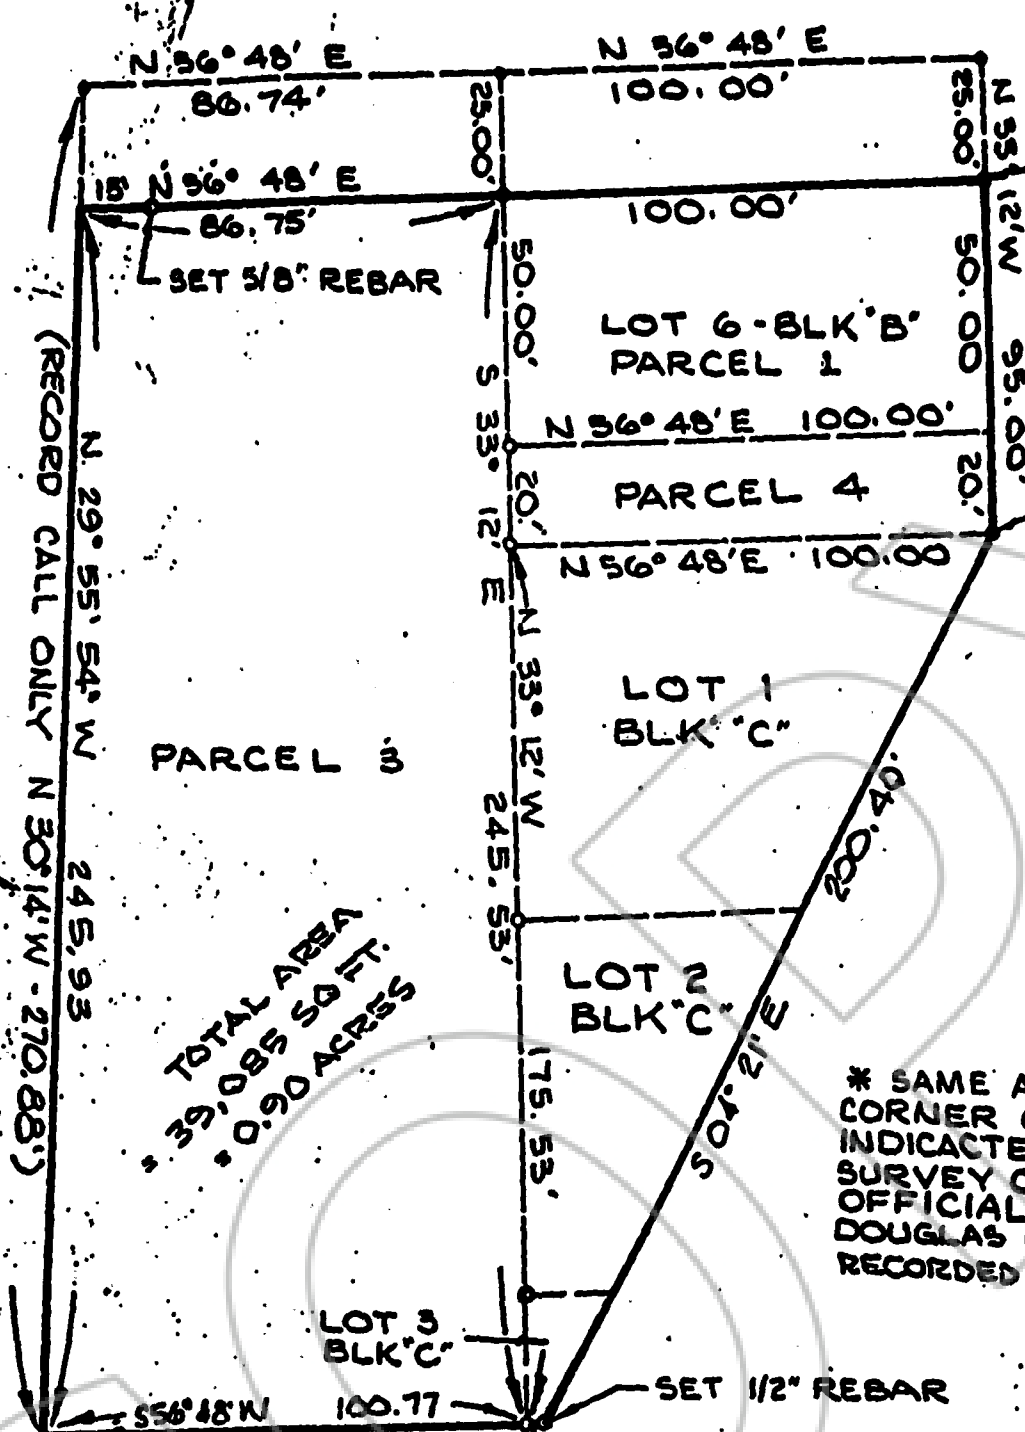 N 56° 48' E
86.74'
N 56° 48' E
100.00'
25.00'
25.00'
15' N 56° 48' E
86.75'
100.00'
SET 5/8" REBAR
50.00'
50.00
12'W
95.00'
LOT 6-BLK "B"
PARCEL 1
N 56° 48' E 100.00'
S 33° 12' E
20.'
20.'
PARCEL 4
N 56° 48' E 100.00
N 33° 12' W
245.53'
LOT 1
BLK "C"
N. 29° 55' 54" W 245.93
(RECORD CALL ONLY N 30°14'W - 270.88')
PARCEL 3
200.40'
S 04° 21' E
LOT 2
BLK "C"
TOTAL AREA
= 39,085 SQ FT.
= 0.90 ACRES
175.53'
* SAME A
CORNER
INDICACTE
SURVEY O
OFFICIAL
DOUGLAS
RECORDED
LOT 3
BLK "C"
SET 1/2" REBAR
S56°48'W 100.77